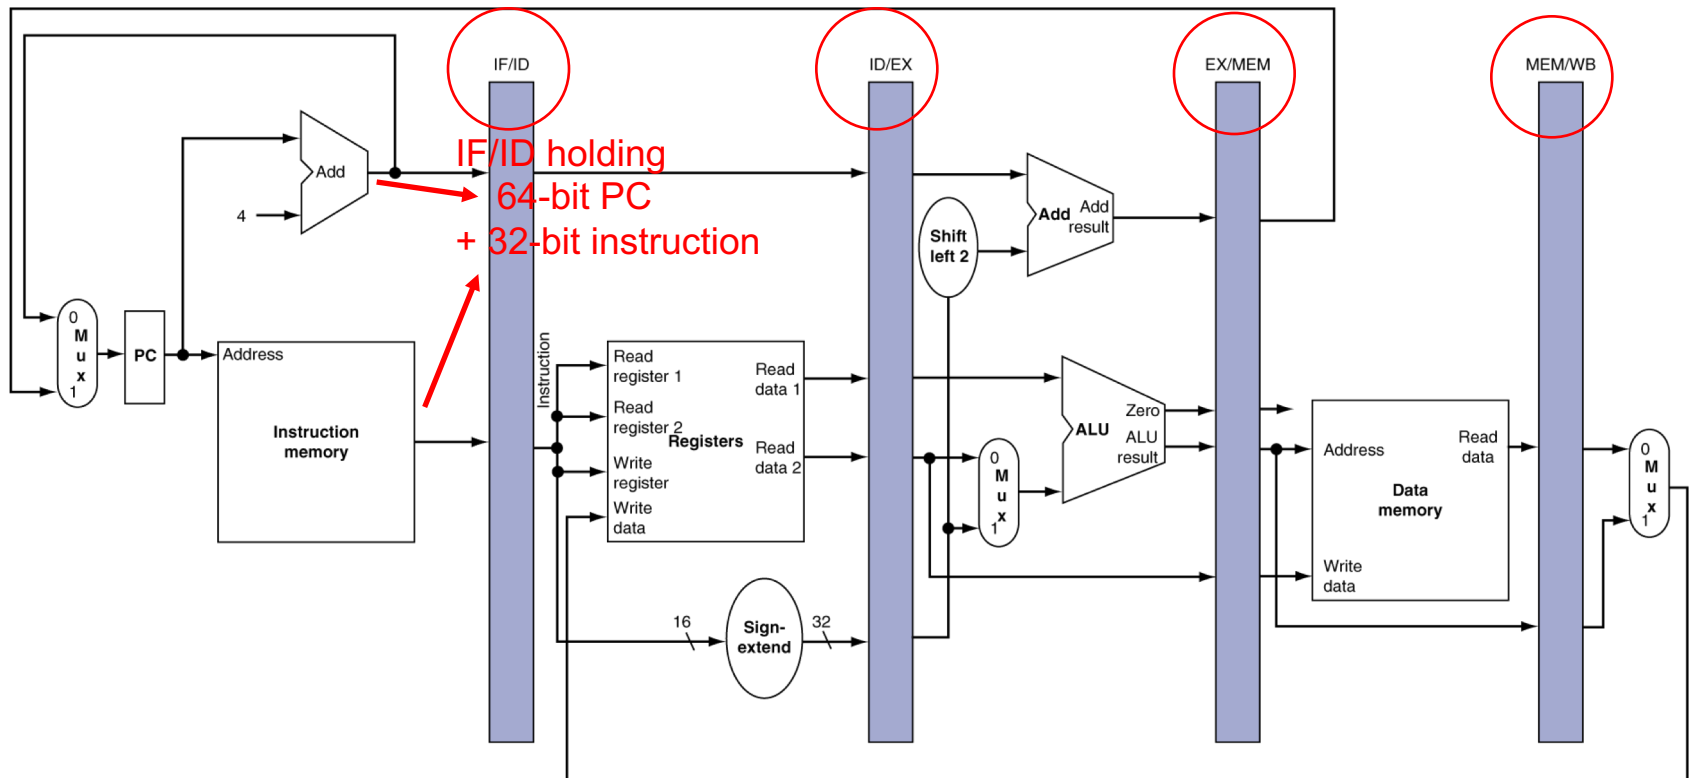 IF/ID
ID/EX
EX/MEM
MEM/WB
IF/ID holding
64-bit PC
+ 32-bit instruction
Add
4
Add
Add
result
Shift
left 2
0
M
u
x
1
PC
Address
Instruction
memory
Instruction
Read
register 1
Read
register 2
Write
register
Write
data
Registers
Read
data 1
Read
data 2
16
Sign-
extend
32
0
M
u
x
1
ALU
Zero
ALU
result
Address
Read
data
Data
memory
Write
data
0
M
u
x
1